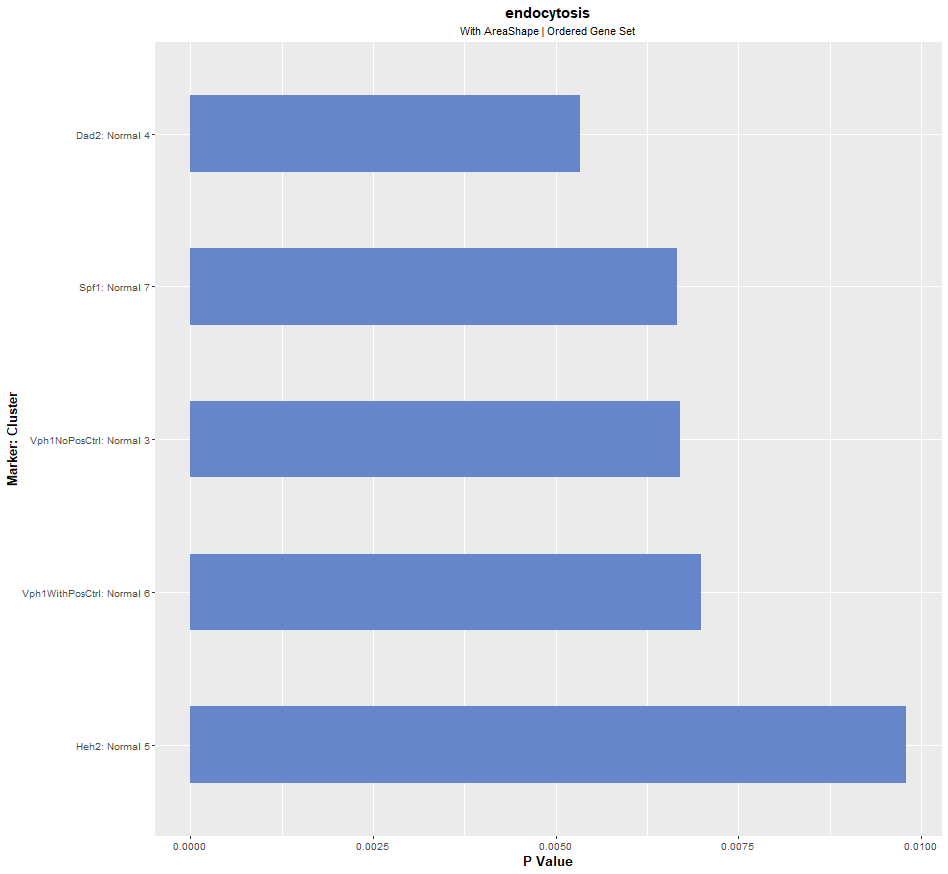 endocytosis
With AreaShape | Ordered Gene Set
Dad2: Normal 4
Spf1: Normal 7
Vph1NoPosCtrl: Normal 3
Vph1WithPosCtrl: Normal 6
Heh2: Normal 5
Marker: Cluster
0.0000 0.0025 0.0050 0.0075 0.0100
P Value